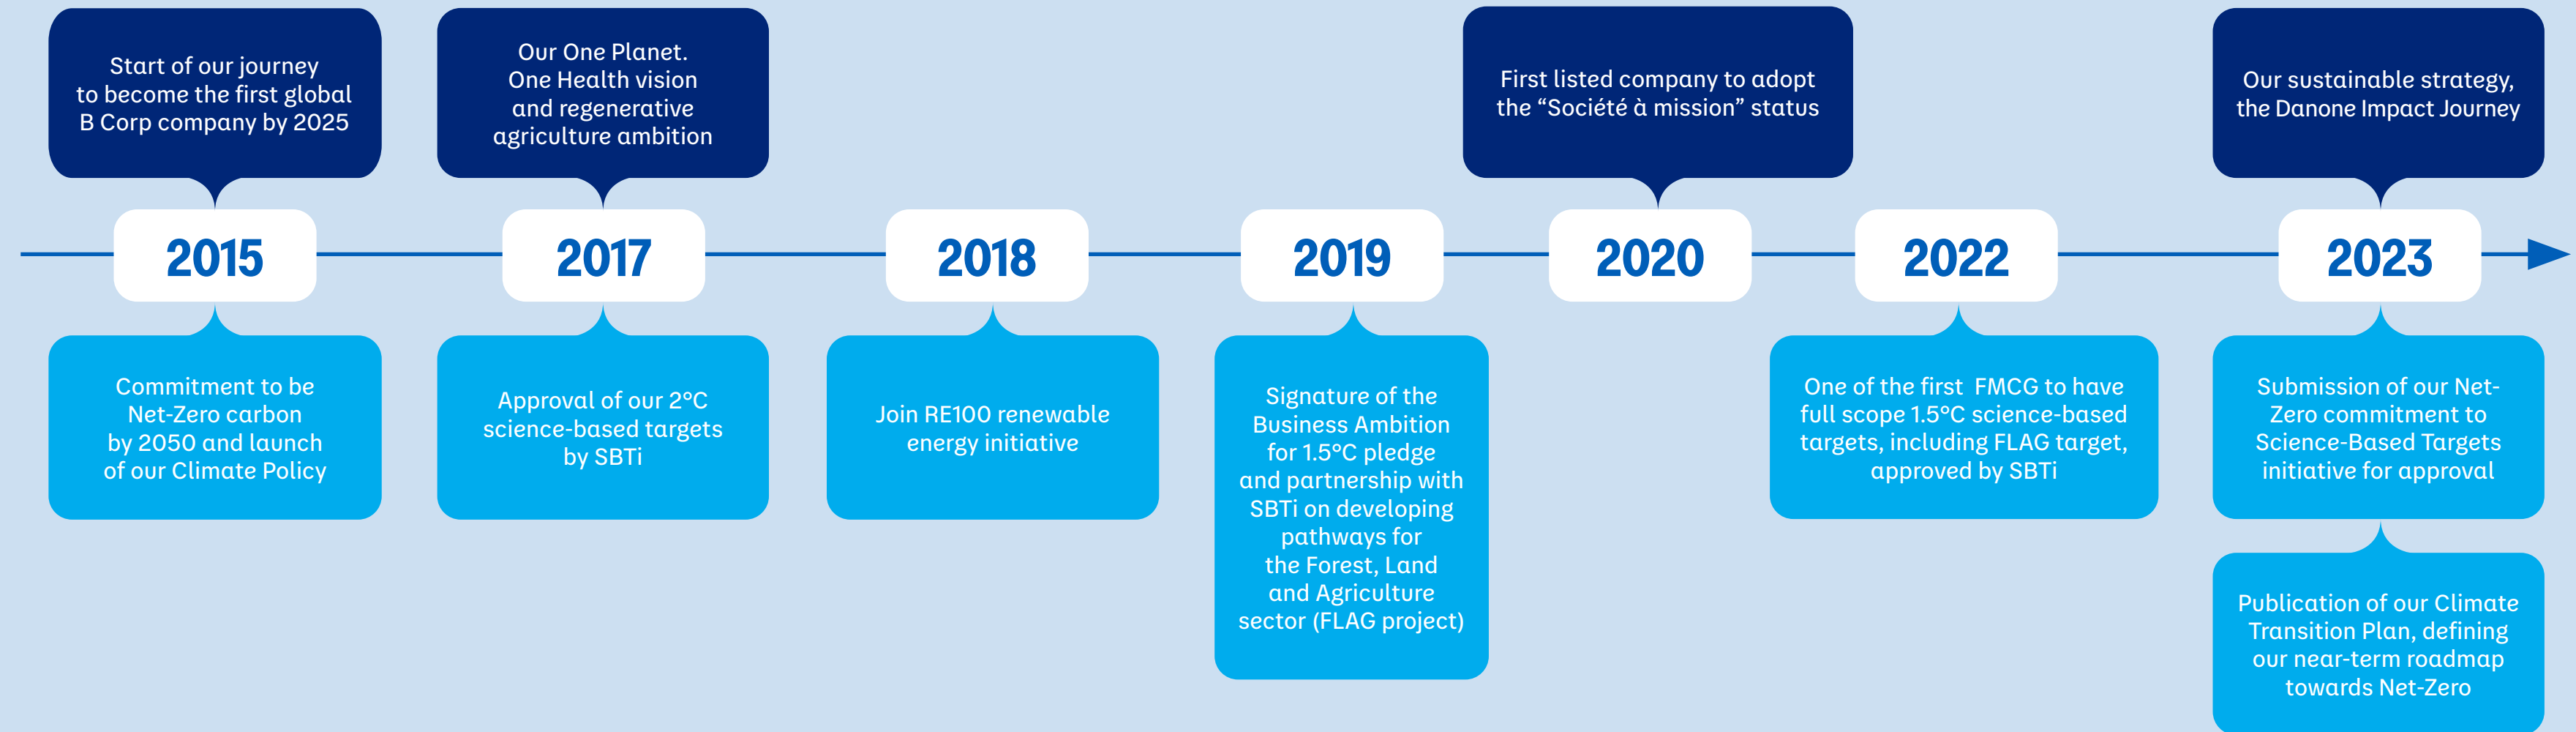 Start of our journey
to become the first global
B Corp company by 2025
Our One Planet.
One Health vision
and regenerative
agriculture ambition
First listed company to adopt
the “Société à mission” status
Our sustainable strategy,
the Danone Impact Journey
2015
2017
2018
2019
2020
2022
2023
Commitment to be
Net-Zero carbon
by 2050 and launch
of our Climate Policy
Approval of our 2°C
science-based targets
by SBTi
Join RE100 renewable
energy initiative
Signature of the
Business Ambition
for 1.5°C pledge
and partnership with
SBTi on developing
pathways for
the Forest, Land
and Agriculture
sector (FLAG project)
One of the first  FMCG to have
full scope 1.5°C science-based
targets, including FLAG target,
approved by SBTi
Submission of our Net-
Zero commitment to
Science-Based Targets
initiative for approval
Publication of our Climate
Transition Plan, defining
our near-term roadmap
towards Net-Zero